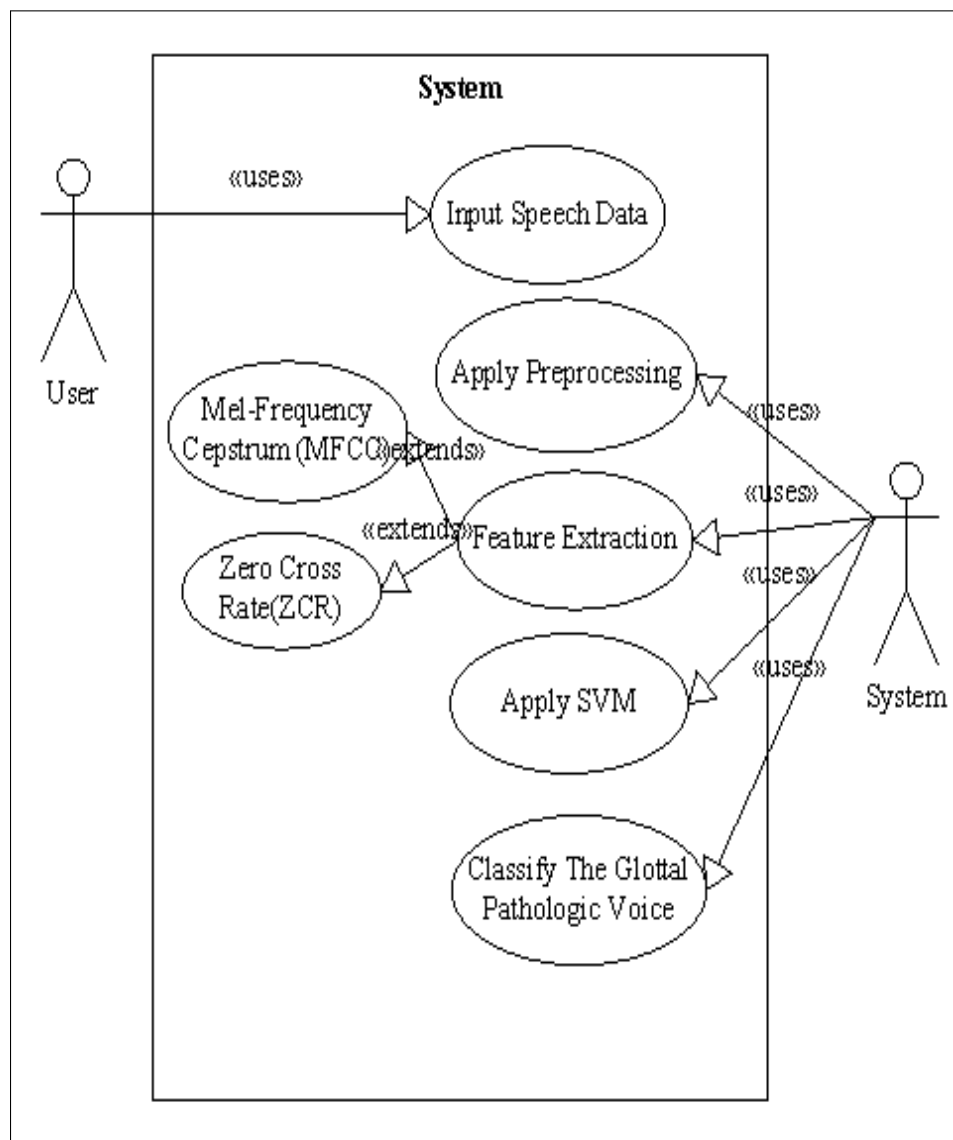 System
«uses»
Input Speech Data
User
Apply Preprocessing
«uses»
Mel-Frequency
Cepstrum (MFCC)
«extends»
«uses»
«extends»
Feature Extraction
Zero Cross
Rate(ZCR)
«uses»
«uses»
Apply SVM
System
Classify The Glottal
Pathologic Voice